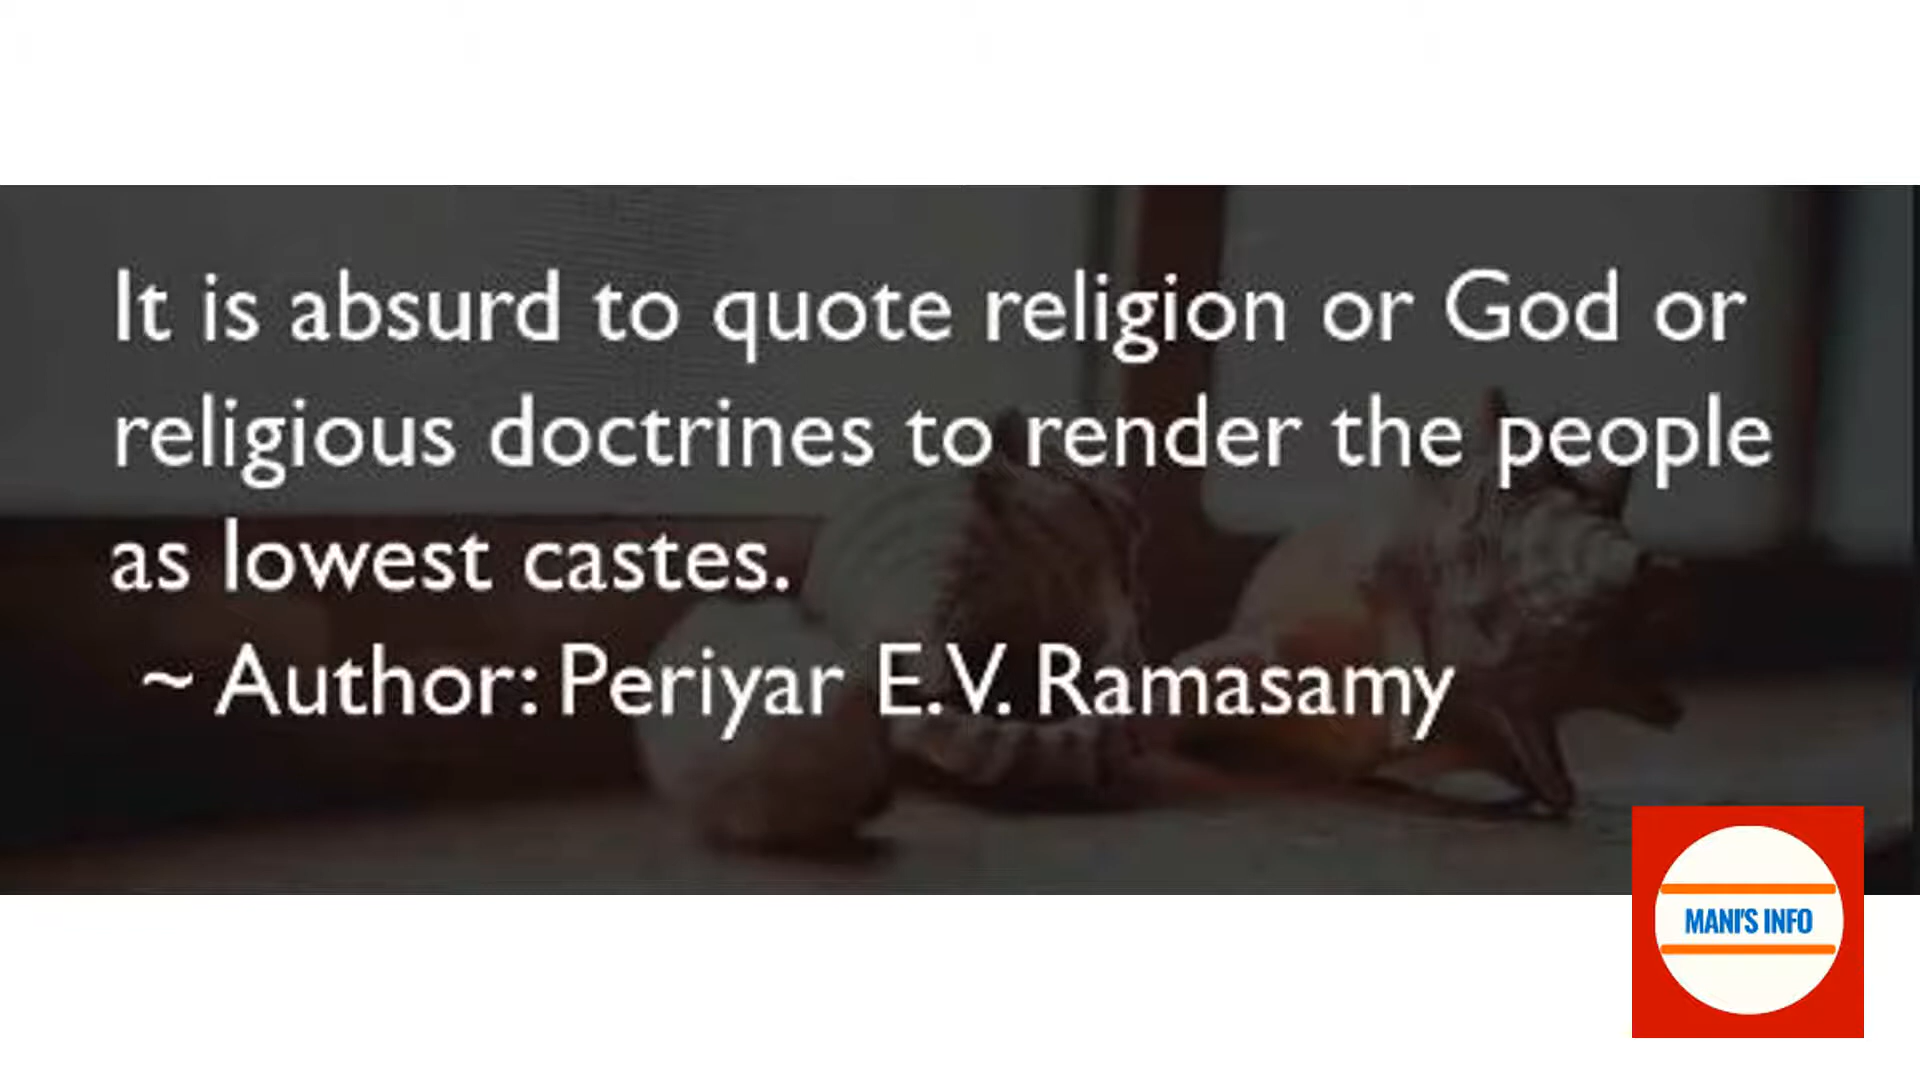 It is absurd to quote religion or God or
religious doctrines to render the people
as lowest castes.
~ Author: Periyar E.V. Ramasamy
MANI'S INFO